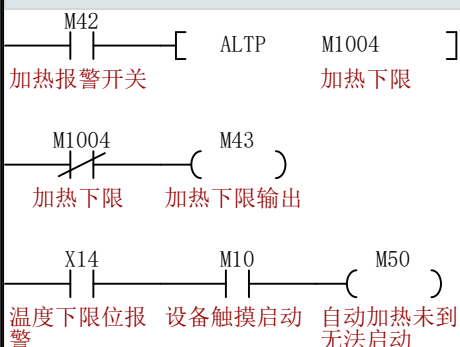 M42
ALTP M1004
加热报警开关 加热下限
M1004 M43
加热下限 加热下限输出
X14 M10 M50
温度下限位报 设备触摸启动 自动加热未到
警 无法启动